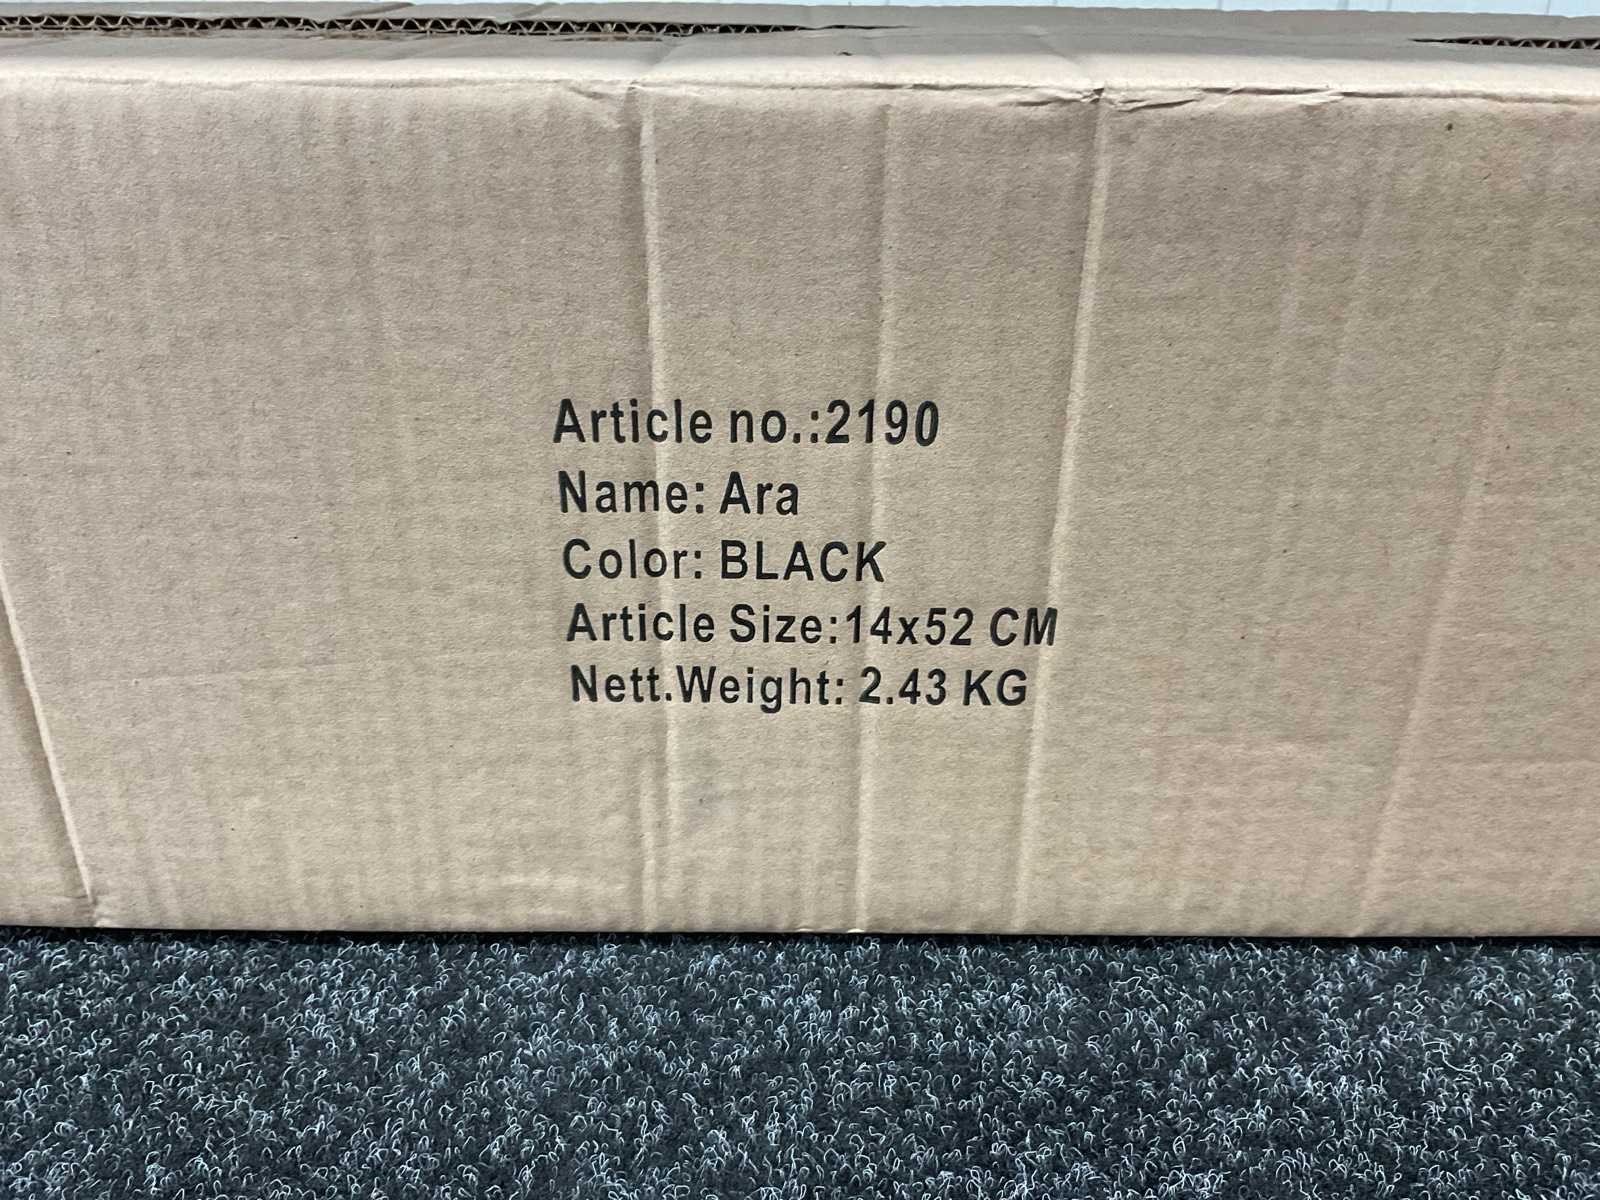 Article no.:2190
Name: Ara
Color: BLACK
Article Size:14x52 CM
Nett.Weight: 2.43 KG